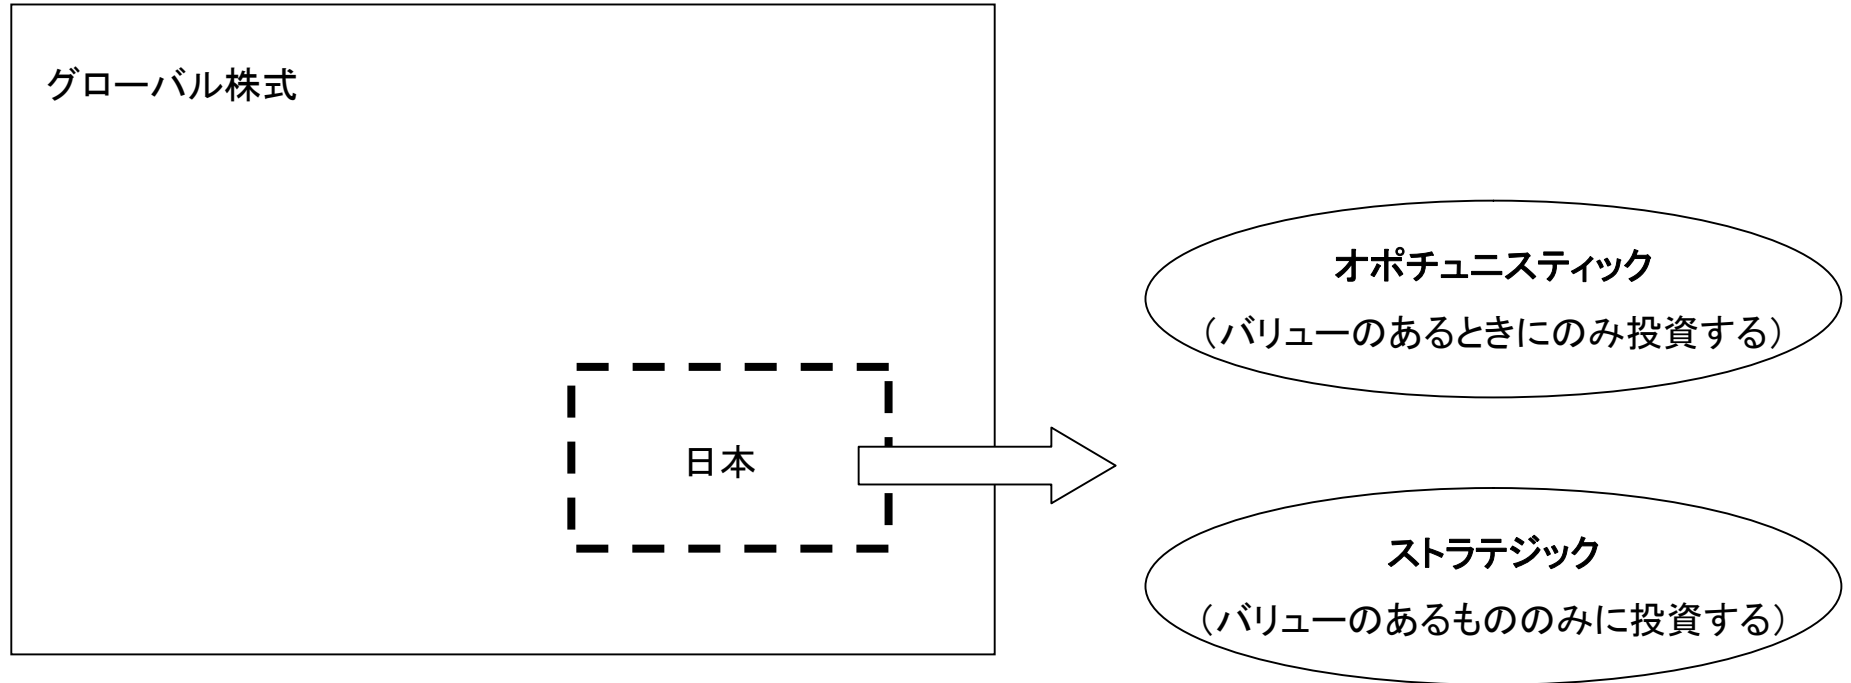 グローバル株式
オポチュニスティック
（バリューのあるときにのみ投資する）
日本
ストラテジック
（バリューのあるもののみに投資する）